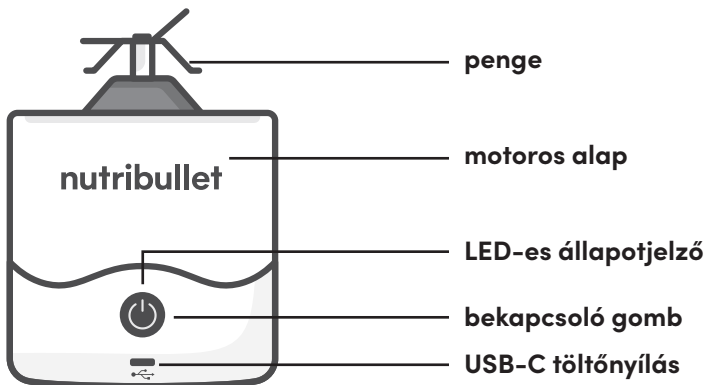 penge
nutribullet
motoros alap
LED-es állapotjelző
bekapcsoló gomb
USB-C töltőnyílás